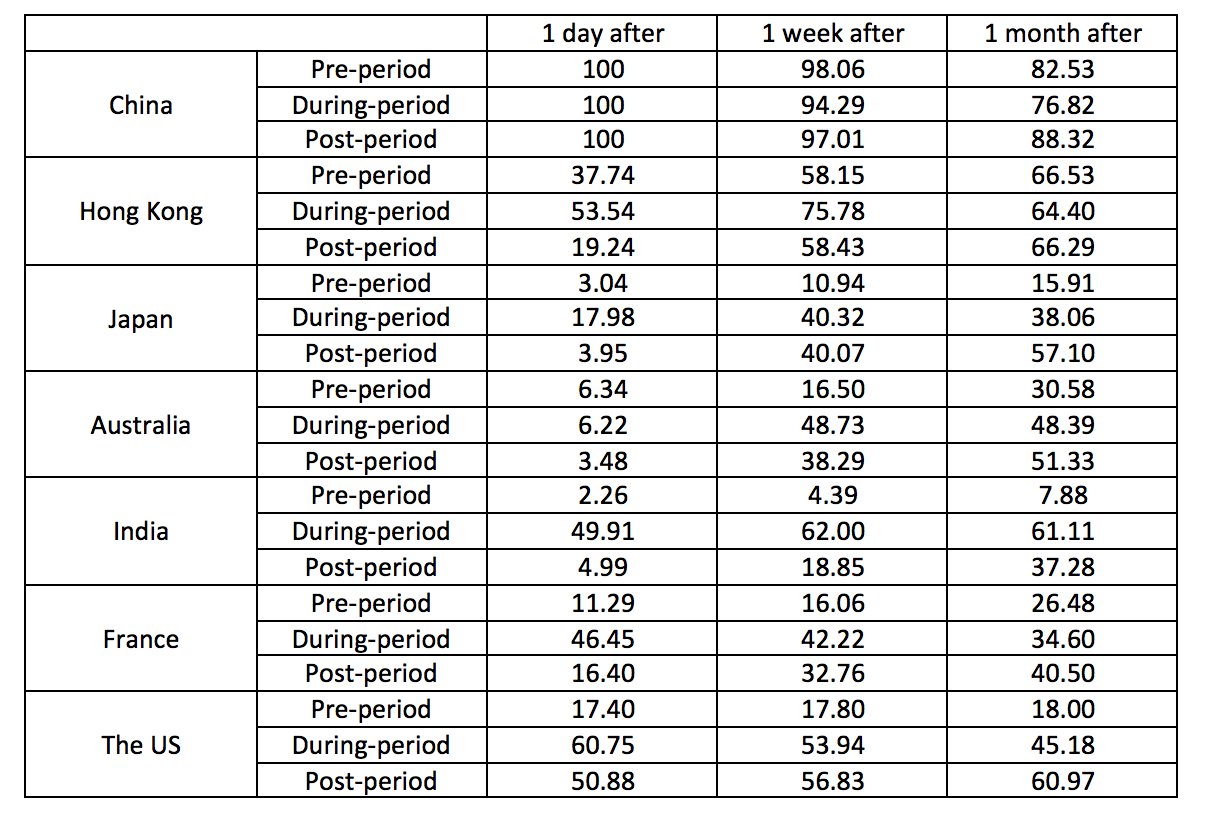 1 day after 1 week after 1 month after
China Pre-period 100 98.06 82.53
During-period 100 94.29 76.82
Post-period 100 97.01 88.32
Hong Kong Pre-period 37.74 58.15 66.53
During-period 53.54 75.78 64.40
Post-period 19.24 58.43 66.29
Japan Pre-period 3.04 10.94 15.91
During-period 17.98 40.32 38.06
Post-period 3.95 40.07 57.10
Australia Pre-period 6.34 16.50 30.58
During-period 6.22 48.73 48.39
Post-period 3.48 38.29 51.33
India Pre-period 2.26 4.39 7.88
During-period 49.91 62.00 61.11
Post-period 4.99 18.85 37.28
France Pre-period 11.29 16.06 26.48
During-period 46.45 42.22 34.60
Post-period 16.40 32.76 40.50
The US Pre-period 17.40 17.80 18.00
During-period 60.75 53.94 45.18
Post-period 50.88 56.83 60.97